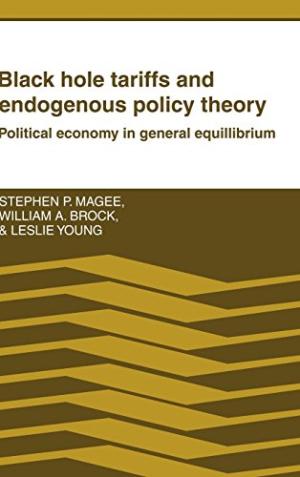 Black hole tariffs and
endogenous policy theory
Political economy in general equillibrium
STEPHEN P. MAGEE,
WILLIAM A. BROCK,
& LESLIE YOUNG